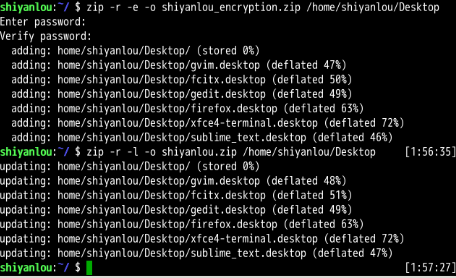 shiyanlou:~/ $ zip -r -e -o shiyanlou_encryption.zip /home/shiyanlou/Desktop
Enter password:
Verify password:
  adding: home/shiyanlou/Desktop/ (stored 0%)
  adding: home/shiyanlou/Desktop/gvim.desktop (deflated 47%)
  adding: home/shiyanlou/Desktop/fcitx.desktop (deflated 50%)
  adding: home/shiyanlou/Desktop/gedit.desktop (deflated 49%)
  adding: home/shiyanlou/Desktop/firefox.desktop (deflated 63%)
  adding: home/shiyanlou/Desktop/xfce4-terminal.desktop (deflated 72%)
  adding: home/shiyanlou/Desktop/sublime_text.desktop (deflated 46%)
shiyanlou:~/ $ zip -r -l -o shiyanlou.zip /home/shiyanlou/Desktop [1:56:35]
updating: home/shiyanlou/Desktop/ (stored 0%)
updating: home/shiyanlou/Desktop/gvim.desktop (deflated 48%)
updating: home/shiyanlou/Desktop/fcitx.desktop (deflated 51%)
updating: home/shiyanlou/Desktop/gedit.desktop (deflated 49%)
updating: home/shiyanlou/Desktop/firefox.desktop (deflated 63%)
updating: home/shiyanlou/Desktop/xfce4-terminal.desktop (deflated 72%)
updating: home/shiyanlou/Desktop/sublime_text.desktop (deflated 47%)
shiyanlou:~/ $ [1:57:27]